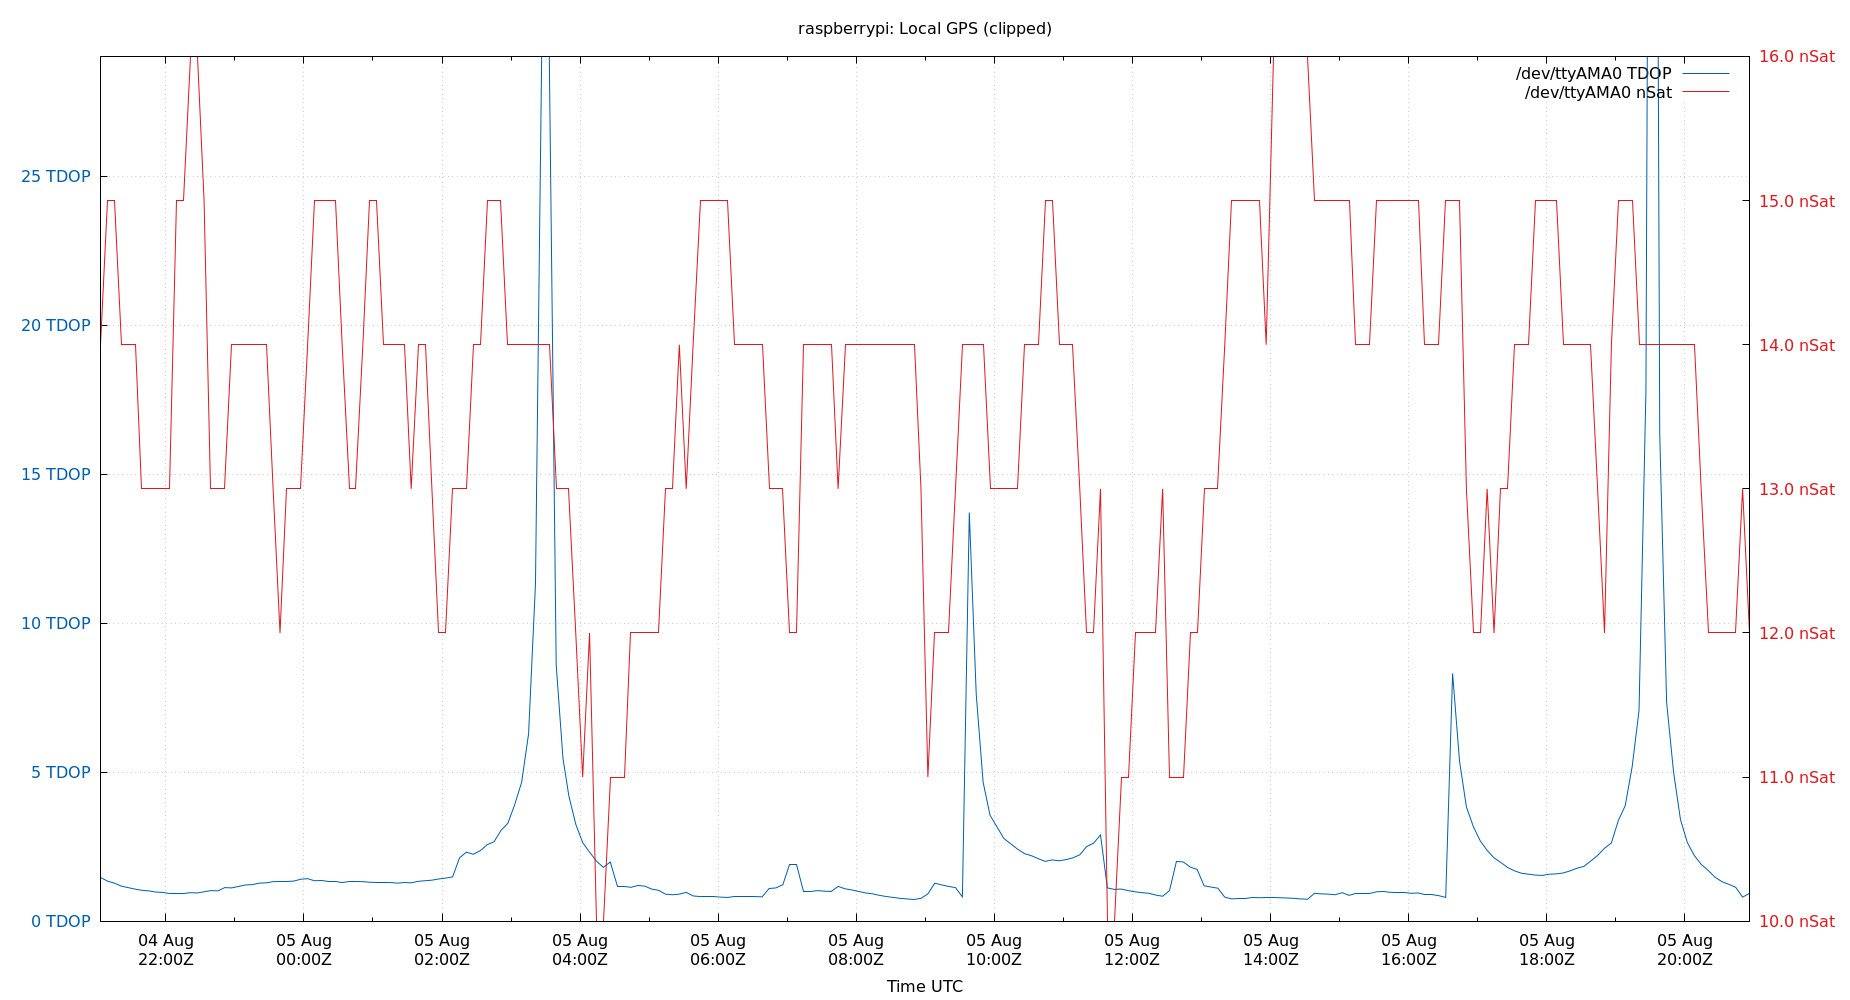 raspberrypi: Local GPS (clipped)
16.0 nSat
/dev/ttyAMA0 TDOP
/dev/ttyAMA0 nSat
25 TDOP
15.0 nSat
20 TDOP
14.0 nSat
15 TDOP
13.0 nSat
10 TDOP
12.0 nSat
5 TDOP
11.0 nSat
0 TDOP
10.0 nSat
04 Aug 05 Aug 05 Aug 05 Aug 05 Aug 05 Aug 05 Aug 05 Aug 05 Aug 05 Aug 05 Aug 05 Aug
22:00Z 00:00Z 02:00Z 04:00Z 06:00Z 08:00Z 10:00Z 12:00Z 14:00Z 16:00Z 18:00Z 20:00Z
Time UTC